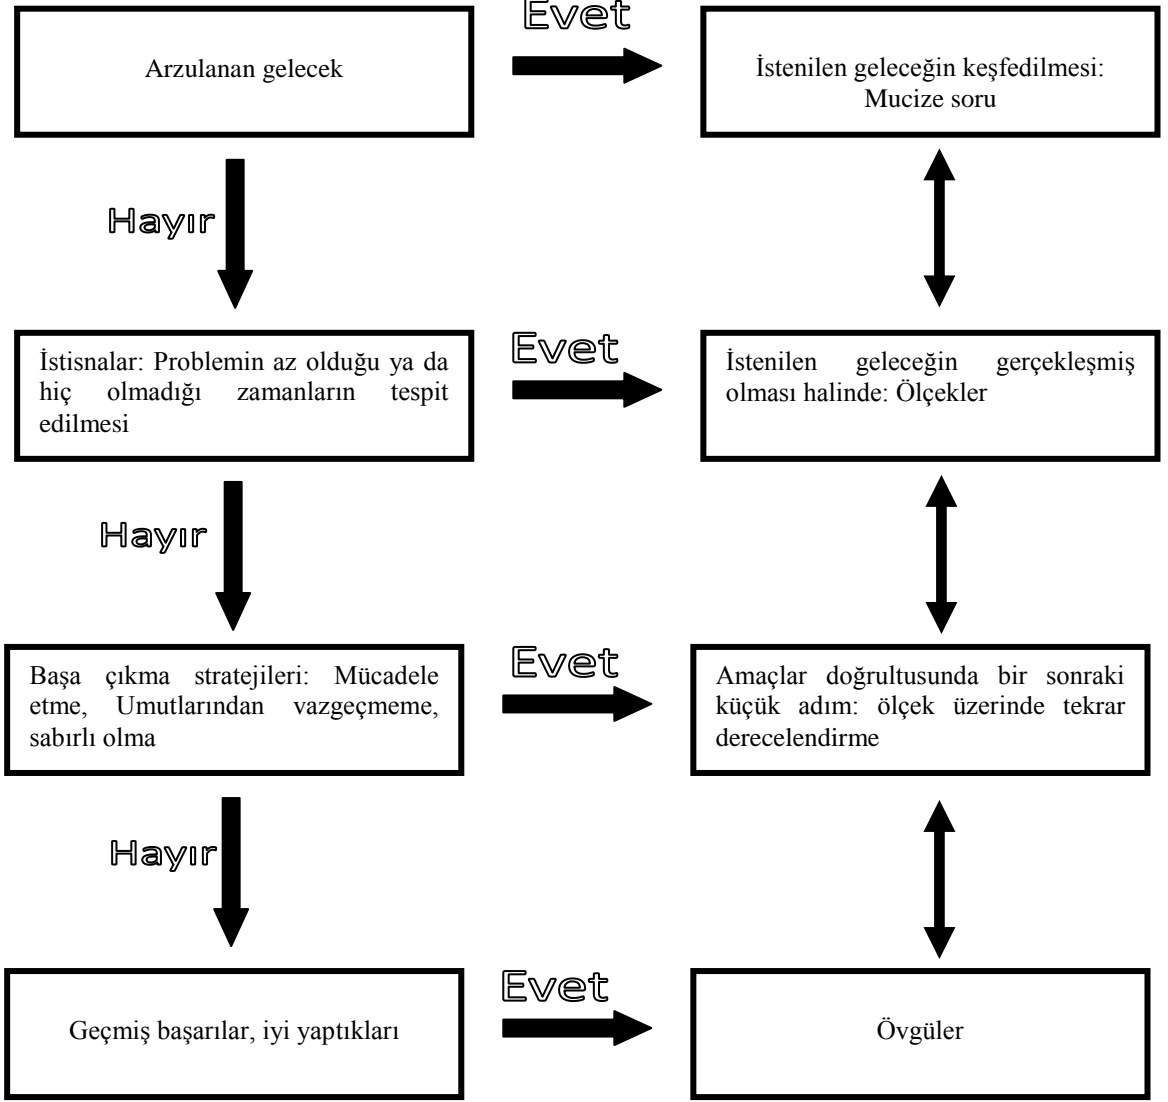 Evet
Arzulanan gelecek
İstenilen geleceğin keşfedilmesi:
Mucize soru
Hayır
İstisnalar: Problemin az olduğu ya da
hiç olmadığı zamanların tespit
edilmesi
Evet
İstenilen geleceğin gerçekleşmiş
olması halinde: Ölçekler
Hayır
Başa çıkma stratejileri: Mücadele
etme, Umutlarından vazgeçmeme,
sabırlı olma
Evet
Amaçlar doğrultusunda bir sonraki
küçük adım: ölçek üzerinde tekrar
derecelendirme
Hayır
Geçmiş başarılar, iyi yaptıkları
Evet
Övgüler